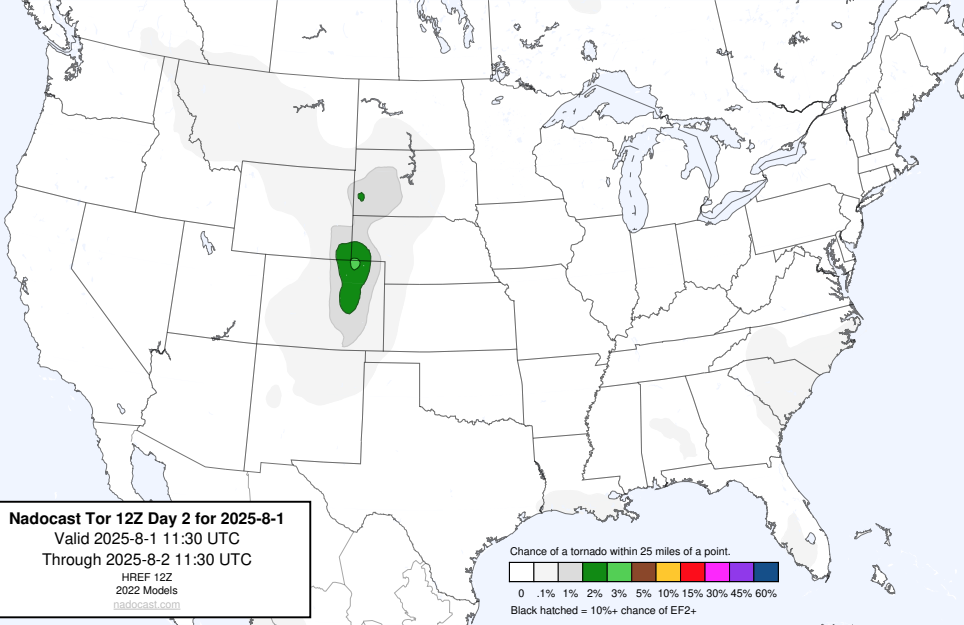 Nadocast Tor 12Z Day 2 for 2025-8-1
Valid 2025-8-1 11:30 UTC
Through 2025-8-2 11:30 UTC
HREF 12Z
2022 Models
nadocast.com
Chance of a tornado within 25 miles of a point.
0 .1% 1% 2% 3% 5% 10% 15% 30% 45% 60%
Black hatched = 10%+ chance of EF2+